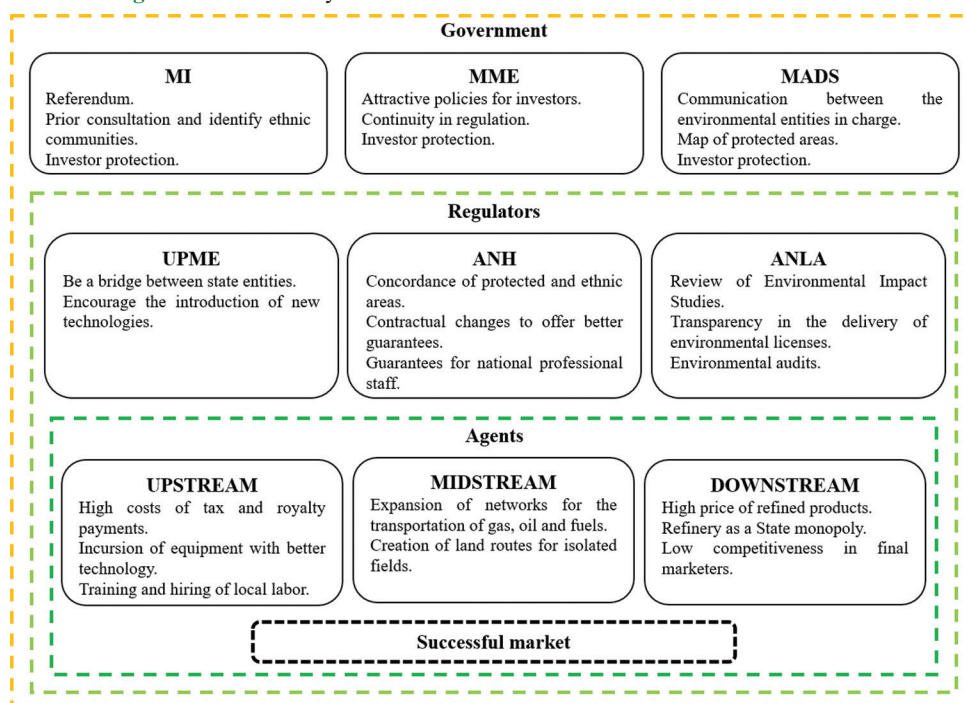 Government
MI
Referendum.
Prior consultation and identify ethnic
communities.
Investor protection.
MME
Attractive policies for investors.
Continuity in regulation.
Investor protection.
MADS
Communication between the
environmental entities in charge.
Map of protected areas.
Investor protection.
Regulators
UPME
Be a bridge between state entities.
Encourage the introduction of new
technologies.
ANH
Concordance of protected and ethnic
areas.
Contractual changes to offer better
guarantees.
Guarantees for national professional
staff.
ANLA
Review of Environmental Impact
Studies.
Transparency in the delivery of
environmental licenses.
Environmental audits.
Agents
UPSTREAM
High costs of tax and royalty
payments.
Incursion of equipment with better
technology.
Training and hiring of local labor.
MIDSTREAM
Expansion of networks for the
transportation of gas, oil and fuels.
Creation of land routes for isolated
fields.
DOWNSTREAM
High price of refined products.
Refinery as a State monopoly.
Low competitiveness in final
marketers.
Successful market